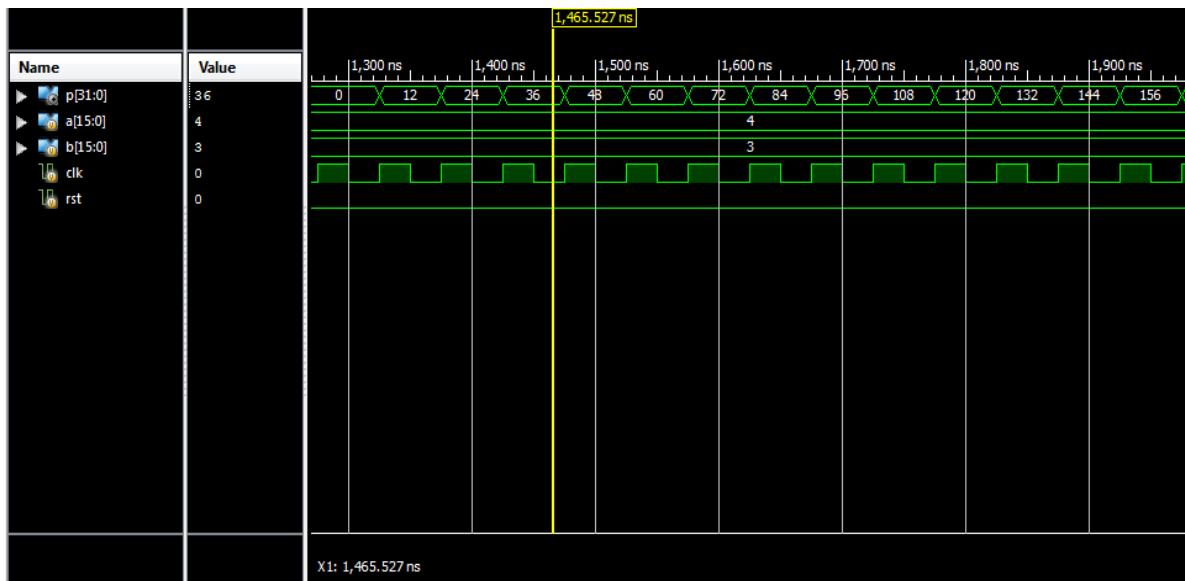 1,465.527 ns
Name Value
1,300 ns 1,400 ns 1,500 ns 1,600 ns 1,700 ns 1,800 ns 1,900 ns
p[31:0] 36 0 12 24 36 48 60 72 84 96 108 120 132 144 156
a[15:0] 4 4
b[15:0] 3 3
clk 0
rst 0
X1: 1,465.527 ns